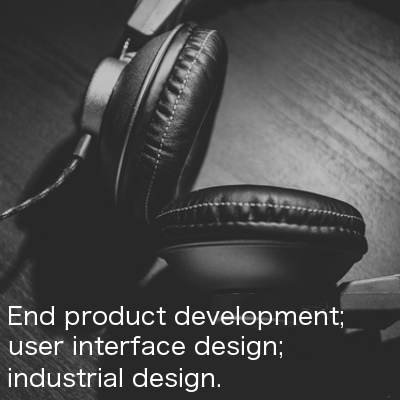 End product development;
user interface design;
industrial design.